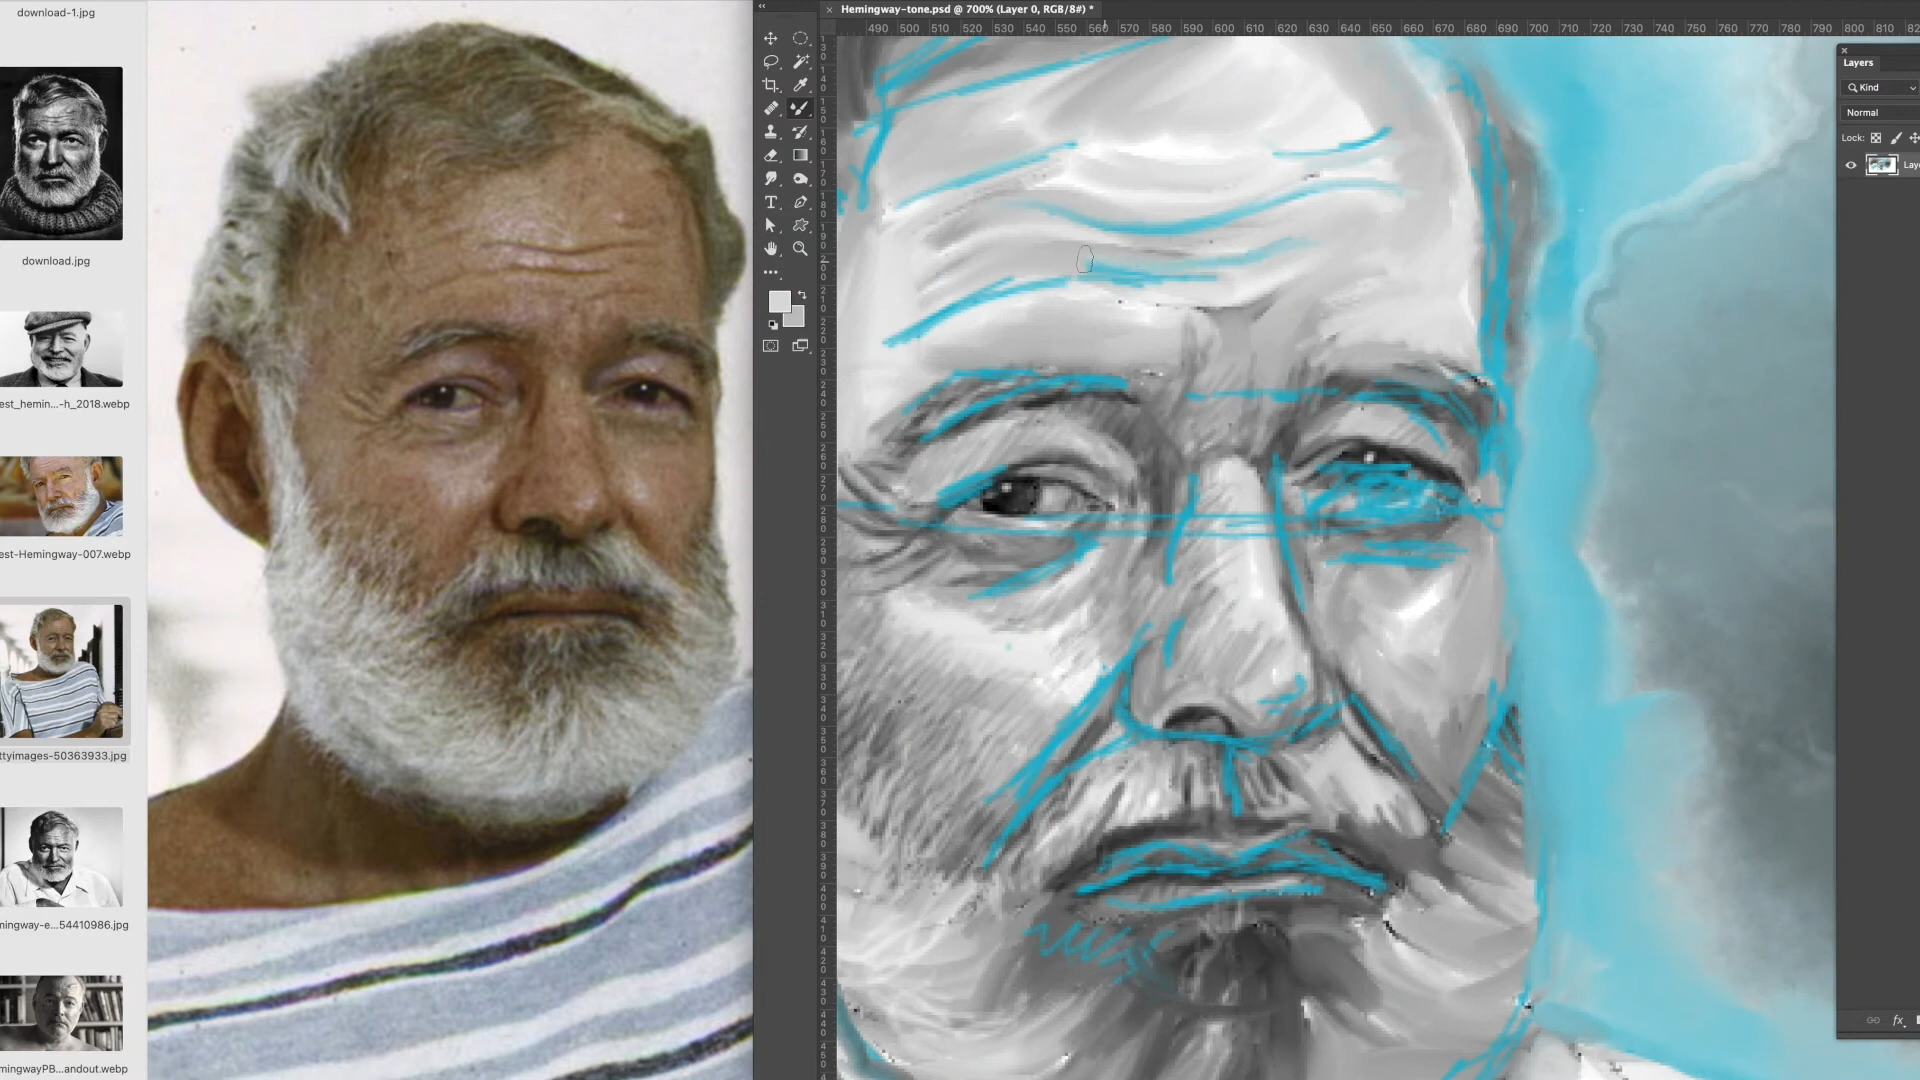 download-1.jpg
download.jpg
est_hemin...-h_2018.webp
est-Hemingway-007.webp
ttyimages-50363933.jpg
ningway-e...54410986.jpg
mingwayPB...andout.webp
Hemingway-tone.psd @ 700% (Layer 0, RGB/8#) *
490 500 510 520 530 540 550 560 570 580 590 600 610 620 630 640 650 660 670 680 690 700 710 720 730 740 750 760 770 780 790 800 810 82
Layers
Kind
Normal
Lock:
Laye
fx